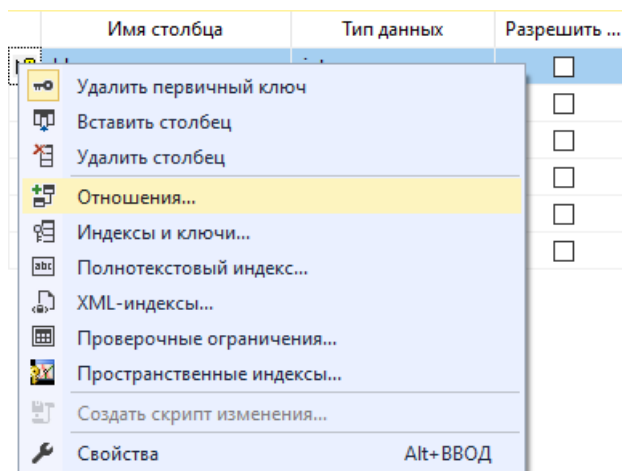 Имя столбца Тип данных Разрешить ...
Удалить первичный ключ
Вставить столбец
Удалить столбец
Отношения...
Индексы и ключи...
Полнотекстовый индекс...
XML-индексы...
Проверочные ограничения...
Пространственные индексы...
Создать скрипт изменения...
Свойства Alt+ВВОД